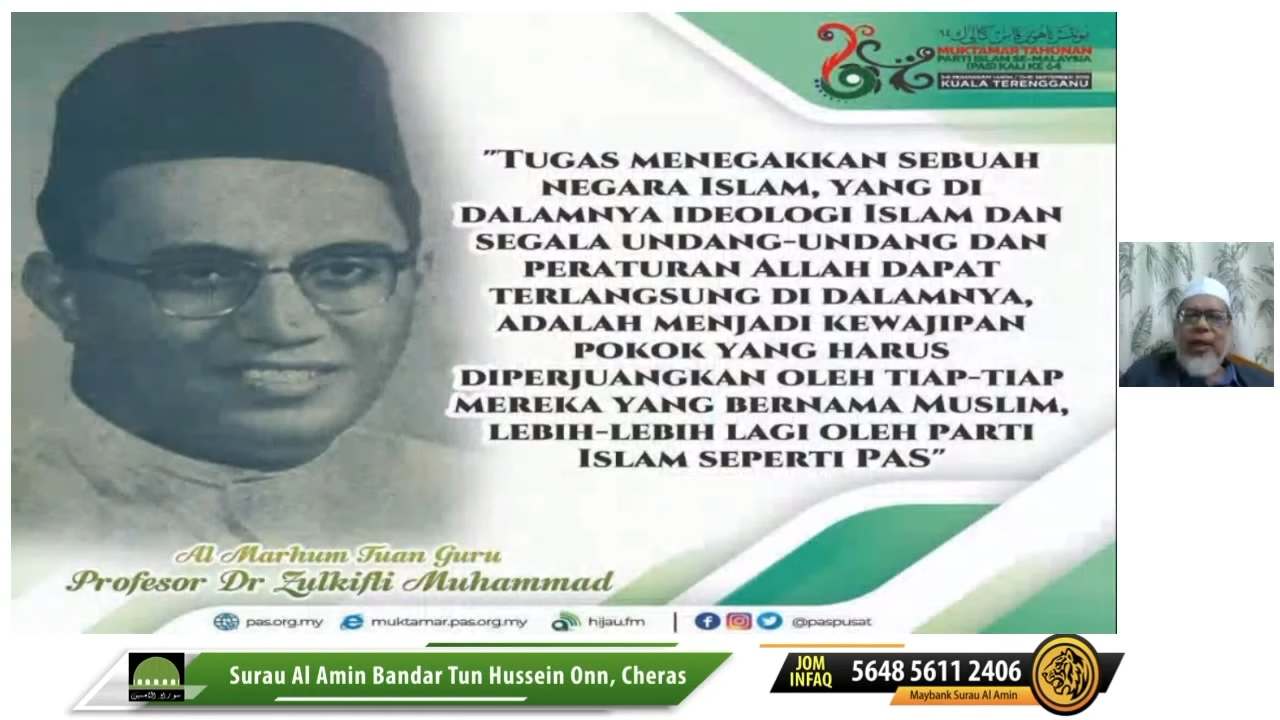 MUKTAMAR TAHUNAN
PARTI ISLAM SE-MALAYSIA
(PAS) KALI KE 64
KUALA TERENGGANU
"TUGAS MENEGAKKAN SEBUAH
NEGARA ISLAM, YANG DI
DALAMNYA IDEOLOGI ISLAM DAN
SEGALA UNDANG-UNDANG DAN
PERATURAN ALLAH DAPAT
TERLANGSUNG DI DALAMNYA,
ADALAH MENJADI KEWAJIPAN
POKOK YANG HARUS
DIPERJUANGKAN OLEH TIAP-TIAP
MEREKA YANG BERNAMA MUSLIM,
LEBIH-LEBIH LAGI OLEH PARTI
ISLAM SEPERTI PAS"
Al Marhum Tuan Guru
Profesor Dr Zulkifli Muhammad
pas.org.my muktamar.pas.org.my hijau.fm | @paspusat
Surau Al Amin Bandar Tun Hussein Onn, Cheras
JOM
INFAQ
5648 5611 2406
Maybank Surau Al Amin